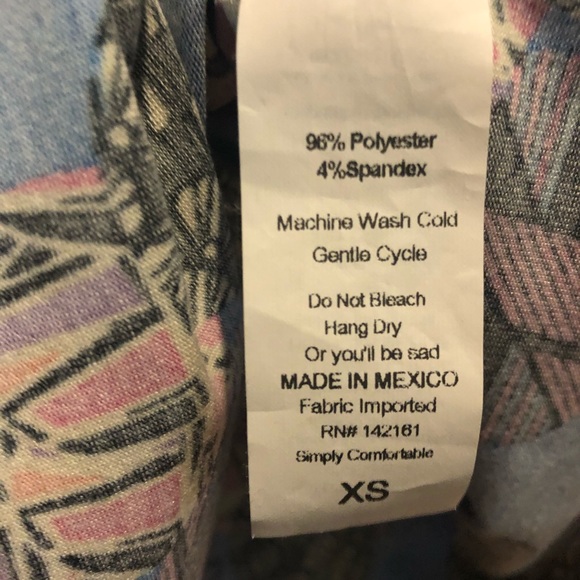 96% Polyester
4%Spandex
Machine Wash Cold
Gentle Cycle
Do Not Bleach
Hang Dry
Or you'll be sad
MADE IN MEXICO
Fabric Imported
RN# 142161
Simply Comfortable
XS